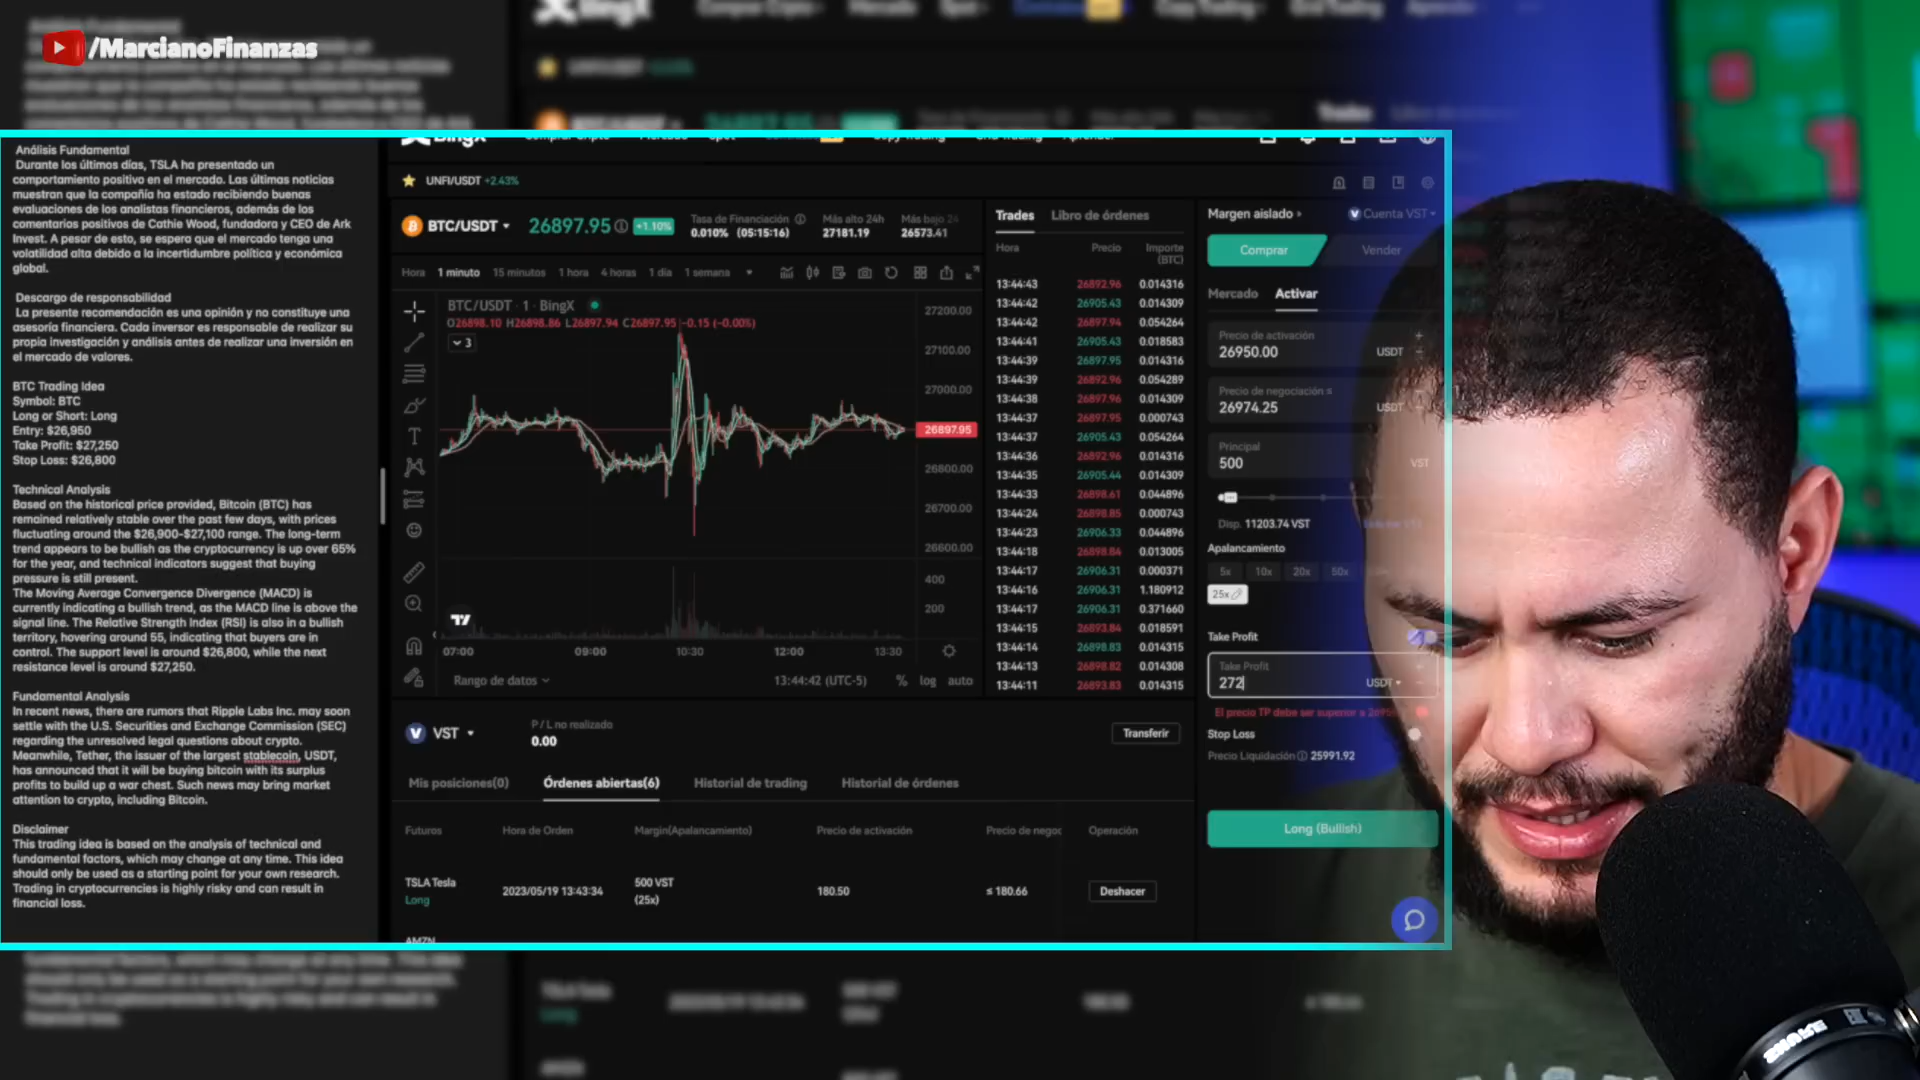 /MarcianoFinanzas
Análisis Fundamental
Durante los últimos días, TSLA ha presentado un
comportamiento positivo en el mercado. Las últimas noticias
muestran que la compañía ha estado recibiendo buenas
evaluaciones de los analistas financieros, además de los
comentarios positivos de Cathie Wood, fundadora y CEO de Ark
Invest. A pesar de esto, se espera que el mercado tenga una
volatilidad alta debido a la incertidumbre política y económica
global.
Descargo de responsabilidad
La presente recomendación es una opinión y no constituye una
asesoría financiera. Cada inversor es responsable de realizar su
propia investigación y análisis antes de realizar una inversión en
el mercado de valores.
BTC Trading Idea
Symbol: BTC
Long or Short: Long
Entry: $26,950
Take Profit: $27,250
Stop Loss: $26,800
Technical Analysis
Based on the historical price provided, Bitcoin (BTC) has
remained relatively stable over the past few days, with prices
fluctuating around the $26,900-$27,100 range. The long-term
trend appears to be bullish as the cryptocurrency is up over 65%
for the year, and technical indicators suggest that buying
pressure is still present.
The Moving Average Convergence Divergence (MACD) is
currently indicating a bullish trend, as the MACD line is above the
signal line. The Relative Strength Index (RSI) is also in a bullish
territory, hovering around 55, indicating that buyers are in
control. The support level is around $26,800, while the next
resistance level is around $27,250.
Fundamental Analysis
In recent news, there are rumors that Ripple Labs Inc. may soon
settle with the U.S. Securities and Exchange Commission (SEC)
regarding the unresolved legal questions about crypto.
Meanwhile, Tether, the issuer of the largest stablecoin, USDT,
has announced that it will be buying bitcoin with its surplus
profits to build up a war chest. Such news may bring market
attention to crypto, including Bitcoin.
Disclaimer
This trading idea is based on the analysis of technical and
fundamental factors, which may change at any time. This idea
should only be used as a starting point for your own research.
Trading in cryptocurrencies is highly risky and can result in
financial loss.
BingX
UNFI/USDT +2.43%
BTC/USDT 26897.95 +1.10%
Tasa de Financiación Más alto 24h Más bajo 24
0.010% (05:15:16) 27181.19 26573.41
Hora 1 minuto 15 minutos 1 hora 4 horas 1 día 1 semana
BTC/USDT · 1 · BingX
O26898.10 H26898.86 L26897.94 C26897.95 -0.15 (-0.00%)
3
27200.00
27100.00
27000.00
26897.95
26800.00
26700.00
26600.00
400
200
07:00 09:00 10:30 12:00 13:30
Rango de datos 13:44:42 (UTC-5) % log auto
Trades Libro de órdenes
Hora Precio Importe
(BTC)
13:44:43 26892.96 0.014316
13:44:42 26905.43 0.014309
13:44:42 26897.94 0.054264
13:44:41 26905.43 0.018583
13:44:39 26897.95 0.014316
13:44:39 26892.96 0.054289
13:44:38 26897.96 0.014309
13:44:37 26897.95 0.000743
13:44:37 26905.43 0.054264
13:44:36 26892.96 0.014316
13:44:35 26905.44 0.014309
13:44:33 26898.61 0.044896
13:44:24 26898.85 0.000743
13:44:23 26906.33 0.044896
13:44:18 26898.84 0.013005
13:44:17 26906.31 0.000371
13:44:16 26906.31 1.180912
13:44:17 26906.31 0.371660
13:44:15 26893.84 0.018591
13:44:14 26898.83 0.014315
13:44:13 26898.82 0.014308
13:44:11 26893.83 0.014315
Margen aislado Cuenta VST
Comprar Vender
Mercado Activar
Precio de activación
26950.00 USDT
Precio de negociación ≤
26974.25 USDT
Principal
500 VST
Disp. 11203.74 VST
Apalancamiento
5x 10x 20x 50x
25x
Take Profit
Take Profit
272 USDT
El precio TP debe ser superior a
Stop Loss
Precio Liquidación 25991.92
Long (Bullish)
VST
P / L no realizado
0.00
Transferir
Mis posiciones(0) Órdenes abiertas(6) Historial de trading Historial de órdenes
Futuros Hora de Orden Margin(Apalancamiento) Precio de activación Precio de negoc Operación
TSLA Tesla
Long
2023/05/19 13:43:34
500 VST
(25x)
180.50
≤ 180.66
Deshacer
AMZN